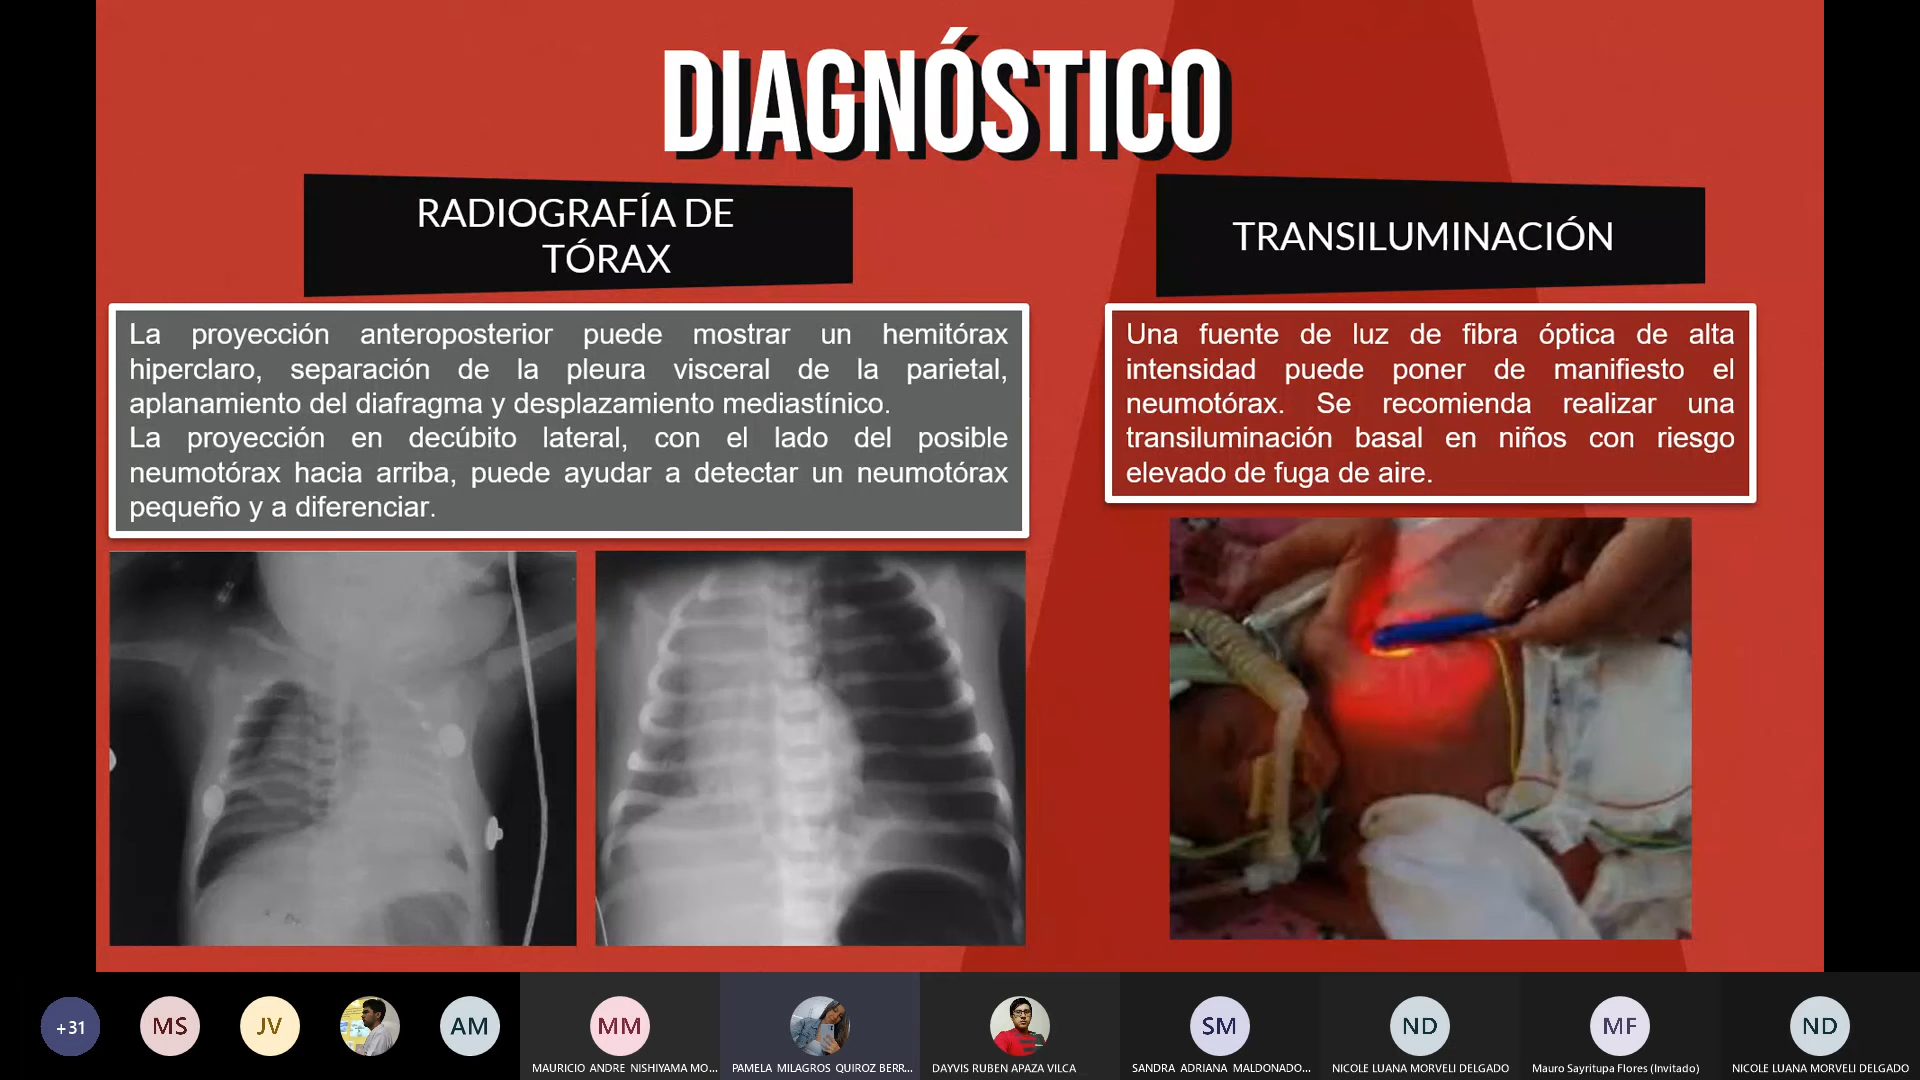 DIAGNÓSTICO
RADIOGRAFÍA DE
TÓRAX
La proyección anteroposterior puede mostrar un hemitórax
hiperclaro, separación de la pleura visceral de la parietal,
aplanamiento del diafragma y desplazamiento mediastínico.
La proyección en decúbito lateral, con el lado del posible
neumotórax hacia arriba, puede ayudar a detectar un neumotórax
pequeño y a diferenciar.
TRANSILUMINACIÓN
Una fuente de luz de fibra óptica de alta
intensidad puede poner de manifiesto el
neumotórax. Se recomienda realizar una
transiluminación basal en niños con riesgo
elevado de fuga de aire.
+31
MS
JV
AM
MM
SM
ND
MF
ND
MAURICIO ANDRE NISHIYAMA MO...
PAMELA MILAGROS QUIROZ BERR...
DAYVIS RUBEN APAZA VILCA
SANDRA ADRIANA MALDONADO...
NICOLE LUANA MORVELI DELGADO
Mauro Sayritupa Flores (Invitado)
NICOLE LUANA MORVELI DELGADO